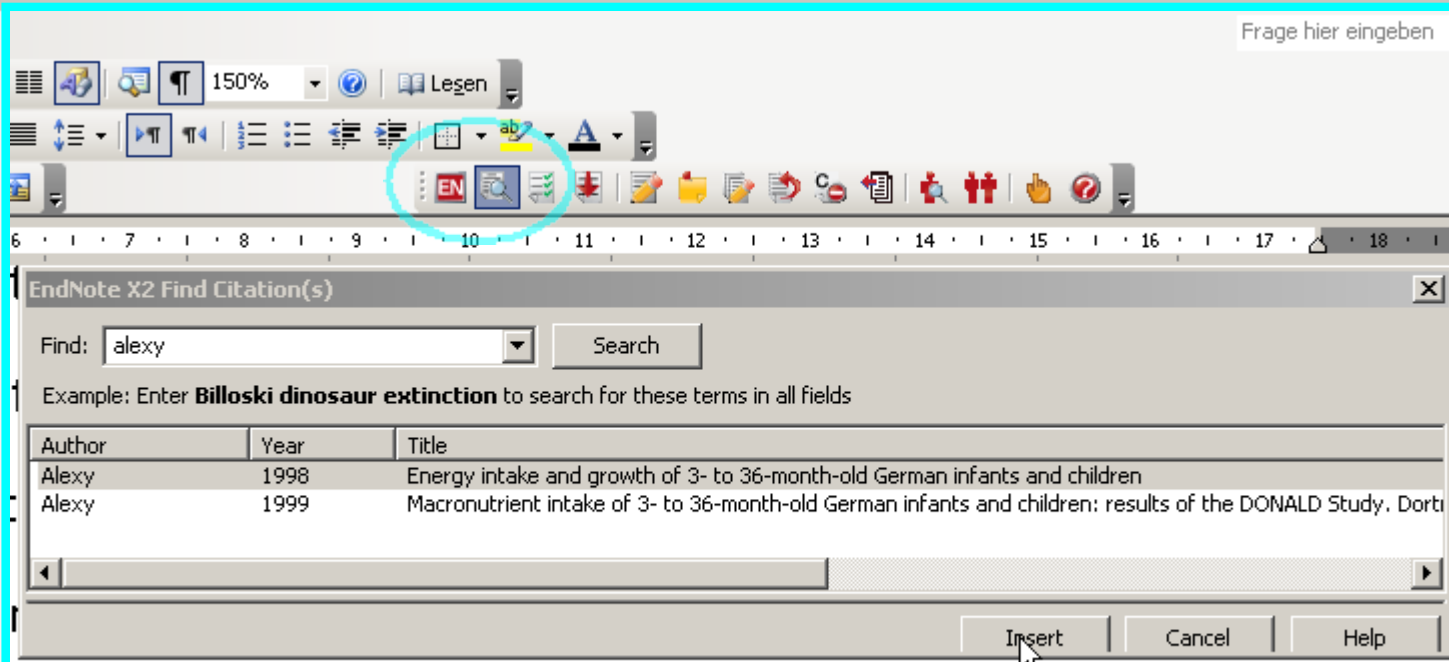 Frage hier eingeben
150% Lesen
ab A
EN
6 7 8 9 10 11 12 13 14 15 16 17 18
EndNote X2 Find Citation(s)
Find: alexy Search
Example: Enter Billoski dinosaur extinction to search for these terms in all fields
Author Year Title
Alexy 1998 Energy intake and growth of 3- to 36-month-old German infants and children
Alexy 1999 Macronutrient intake of 3- to 36-month-old German infants and children: results of the DONALD Study. Dort
Insert Cancel Help